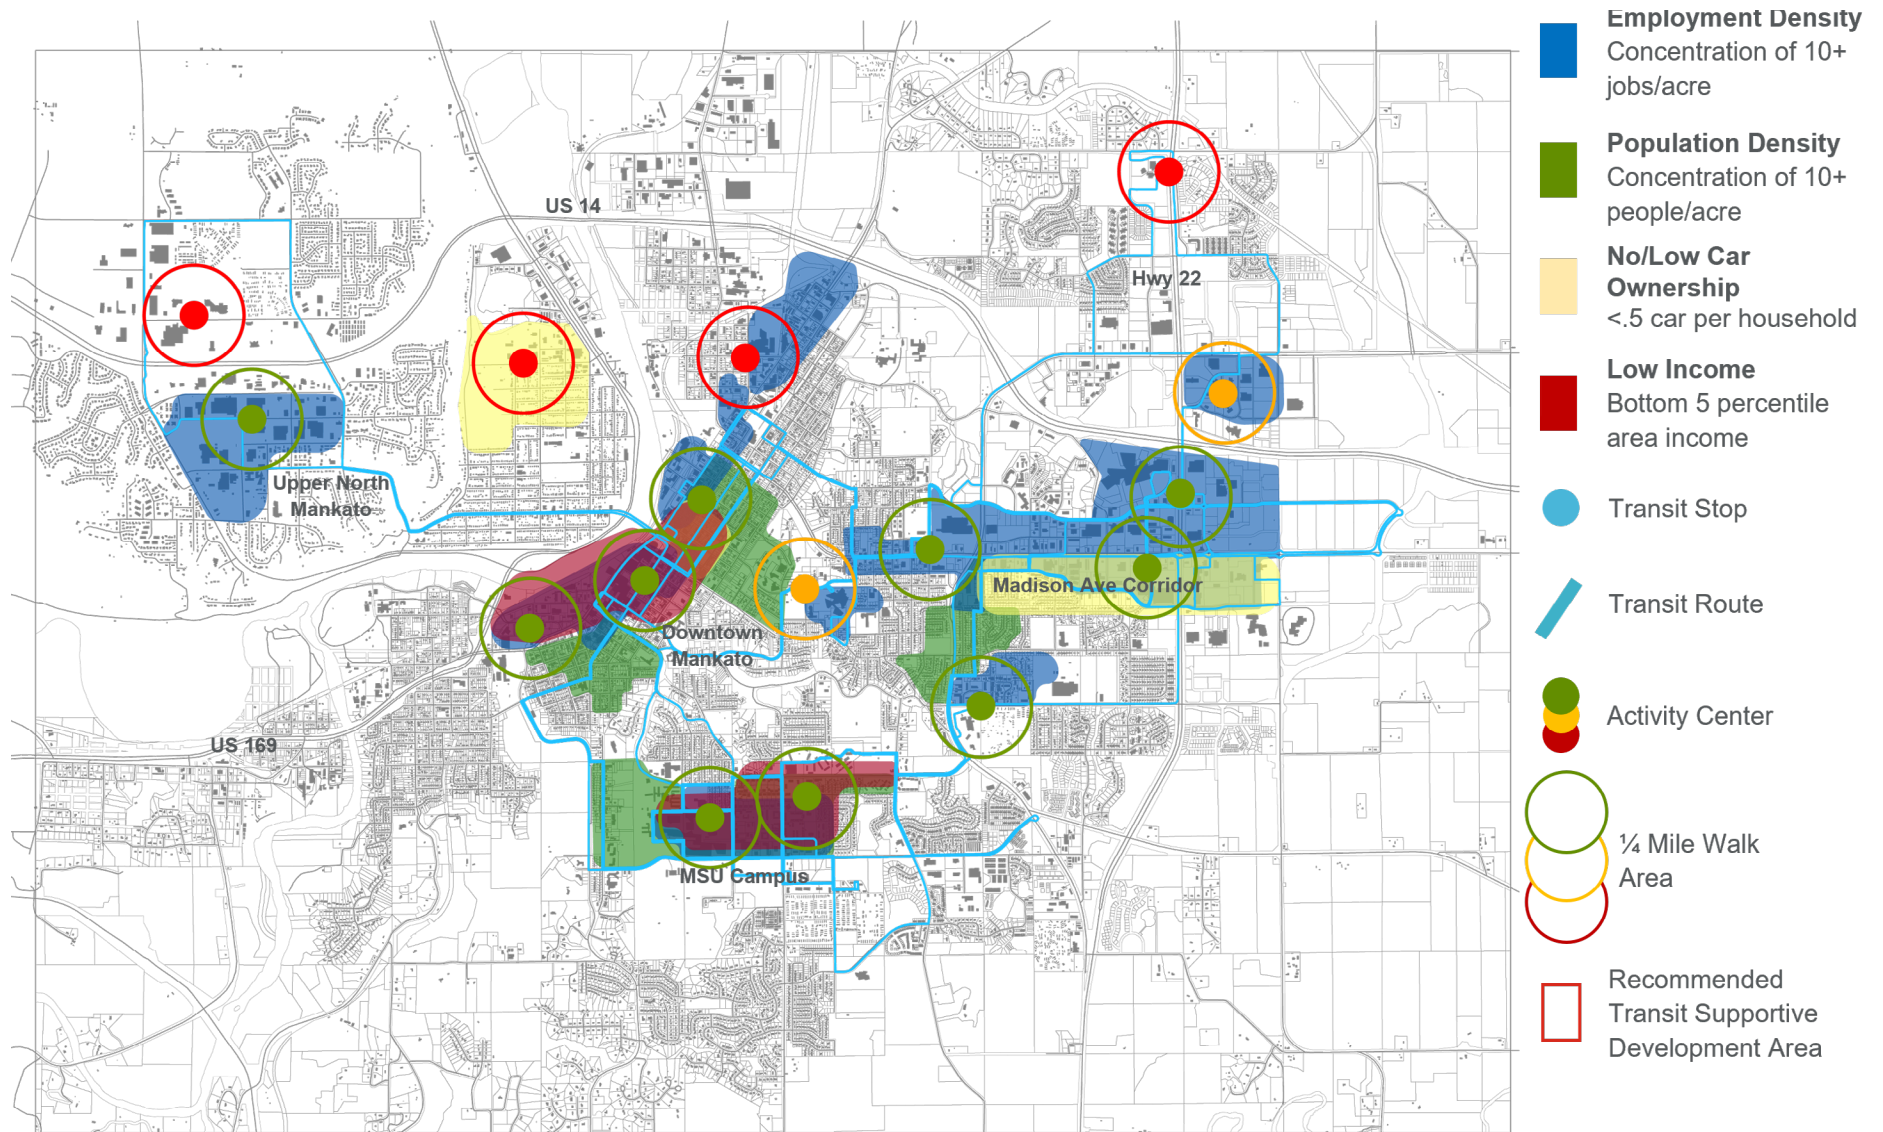 US 14
Hwy 22
Upper North
Mankato
Madison Ave Corridor
Downtown
Mankato
US 169
MSU Campus
Employment Density
Concentration of 10+
jobs/acre
Population Density
Concentration of 10+
people/acre
No/Low Car
Ownership
<.5 car per household
Low Income
Bottom 5 percentile
area income
Transit Stop
Transit Route
Activity Center
¼ Mile Walk
Area
Recommended
Transit Supportive
Development Area